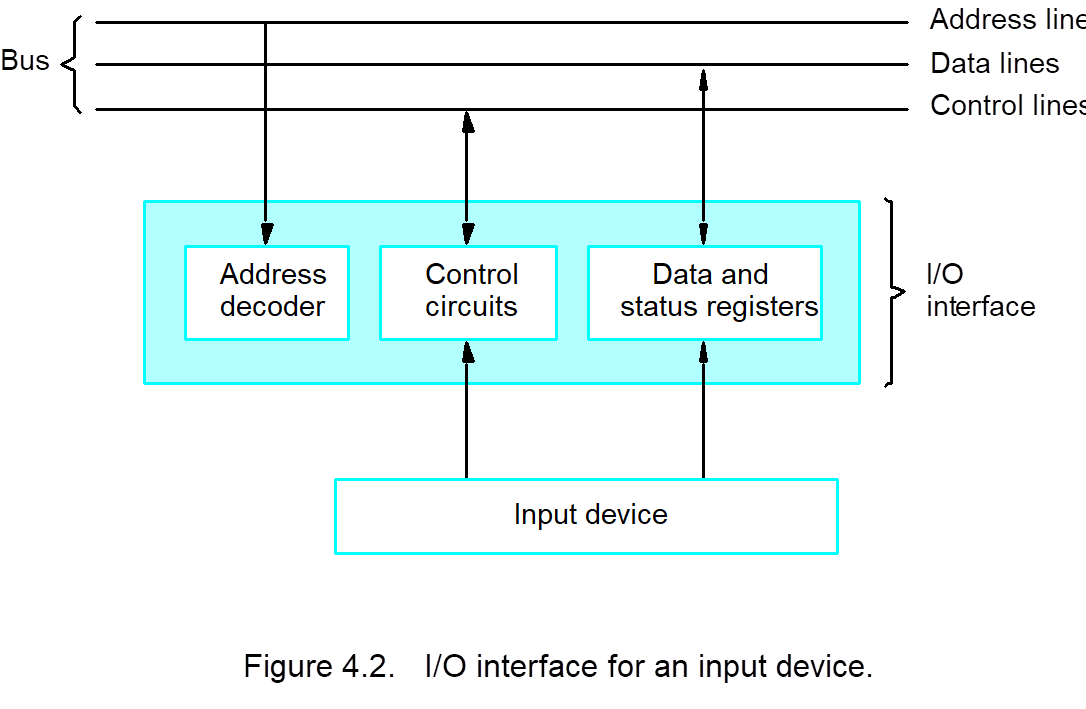 Address line
Bus
Data lines
Control lines
Address
decoder
Control
circuits
Data and
status registers
I/O
interface
Input device
Figure 4.2. I/O interface for an input device.